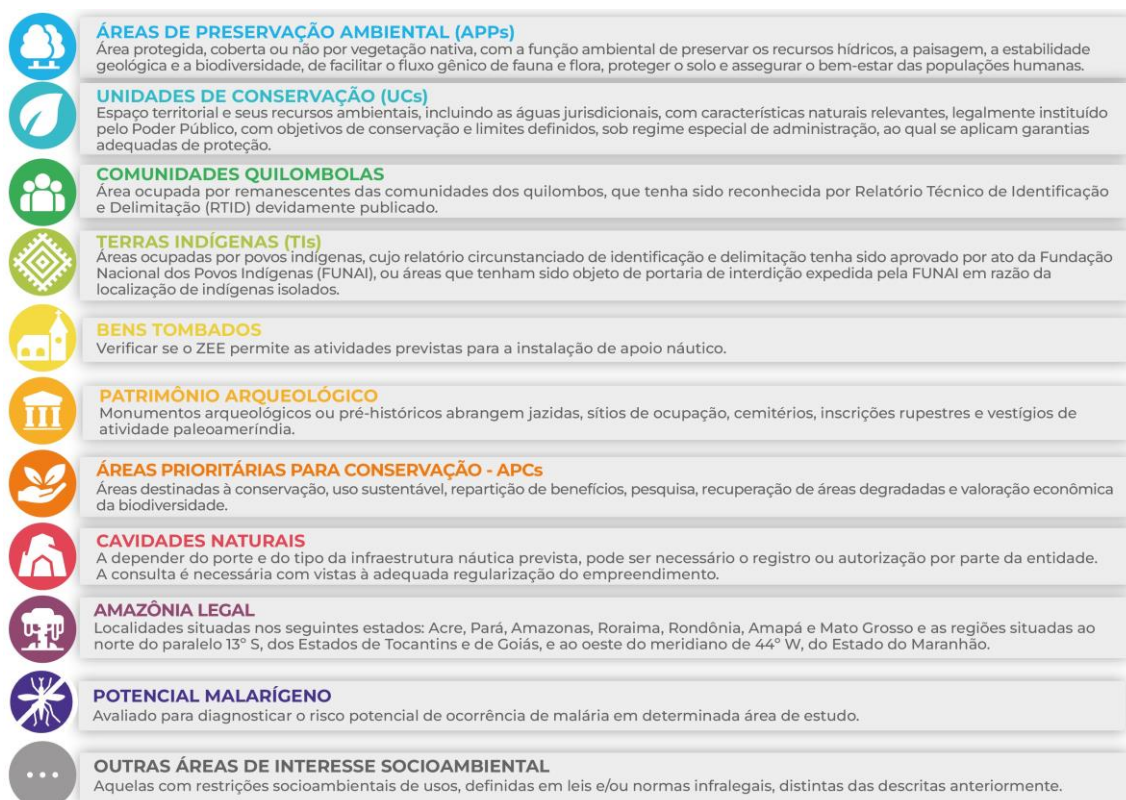 ÁREAS DE PRESERVAÇÃO AMBIENTAL (APPs)
Área protegida, coberta ou não por vegetação nativa, com a função ambiental de preservar os recursos hídricos, a paisagem, a estabilidade
geológica e a biodiversidade, de facilitar o fluxo gênico de fauna e flora, proteger o solo e assegurar o bem-estar das populações humanas.
UNIDADES DE CONSERVAÇÃO (UCs)
Espaço territorial e seus recursos ambientais, incluindo as águas jurisdicionais, com características naturais relevantes, legalmente instituído
pelo Poder Público, com objetivos de conservação e limites definidos, sob regime especial de administração, ao qual se aplicam garantias
adequadas de proteção.
COMUNIDADES QUILOMBOLAS
Área ocupada por remanescentes das comunidades dos quilombos, que tenha sido reconhecida por Relatório Técnico de Identificação
e Delimitação (RTID) devidamente publicado.
TERRAS INDÍGENAS (TIs)
Áreas ocupadas por povos indígenas, cujo relatório circunstanciado de identificação e delimitação tenha sido aprovado por ato da Fundação
Nacional dos Povos Indígenas (FUNAI), ou áreas que tenham sido objeto de portaria de interdição expedida pela FUNAI em razão da
localização de indígenas isolados.
BENS TOMBADOS
Verificar se o ZEE permite as atividades previstas para a instalação de apoio náutico.
PATRIMÔNIO ARQUEOLÓGICO
Monumentos arqueológicos ou pré-históricos abrangem jazidas, sítios de ocupação, cemitérios, inscrições rupestres e vestígios de
atividade paleoameríndia.
ÁREAS PRIORITÁRIAS PARA CONSERVAÇÃO - APCs
Áreas destinadas à conservação, uso sustentável, repartição de benefícios, pesquisa, recuperação de áreas degradadas e valoração econômica
da biodiversidade.
CAVIDADES NATURAIS
A depender do porte e do tipo da infraestrutura náutica prevista, pode ser necessário o registro ou autorização por parte da entidade.
A consulta é necessária com vistas à adequada regularização do empreendimento.
AMAZÔNIA LEGAL
Localidades situadas nos seguintes estados: Acre, Pará, Amazonas, Roraima, Rondônia, Amapá e Mato Grosso e as regiões situadas ao
norte do paralelo 13º S, dos Estados de Tocantins e de Goiás, e ao oeste do meridiano de 44º W, do Estado do Maranhão.
POTENCIAL MALARÍGENO
Avaliado para diagnosticar o risco potencial de ocorrência de malária em determinada área de estudo.
OUTRAS ÁREAS DE INTERESSE SOCIOAMBIENTAL
Aquelas com restrições socioambientais de usos, definidas em leis e/ou normas infralegais, distintas das descritas anteriormente.